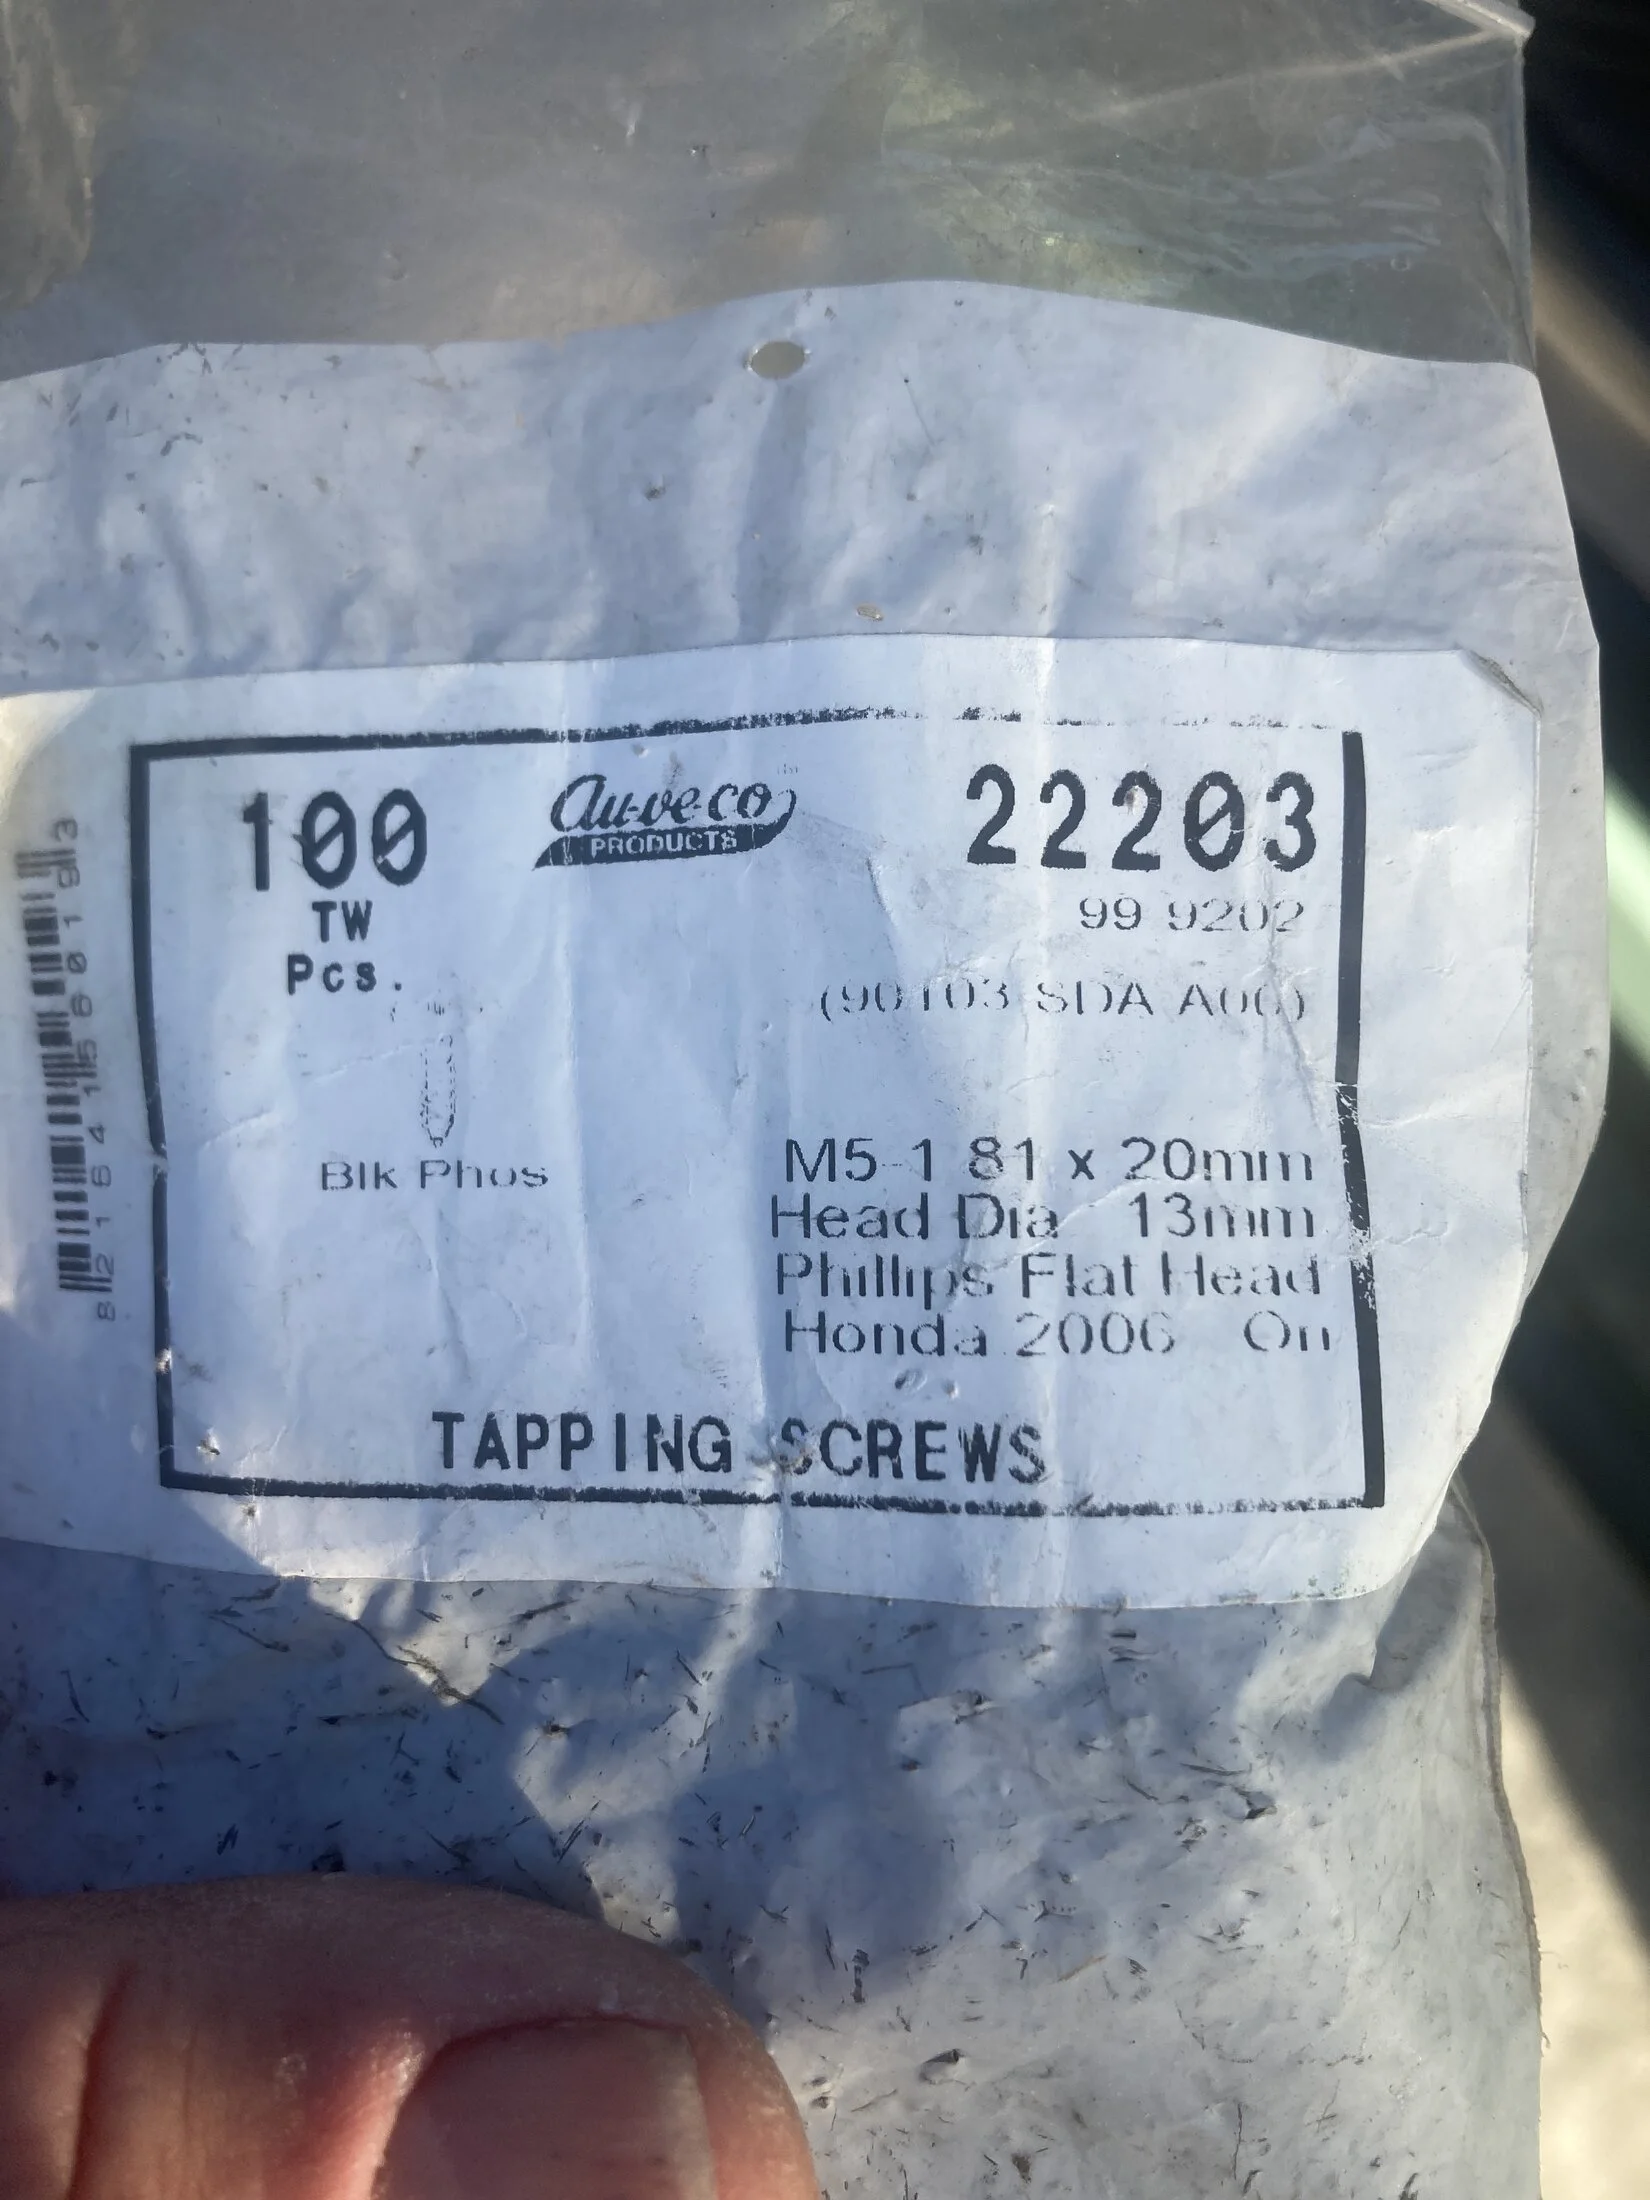 100
TW
Pcs.
au-ve-co
PRODUCTS
22203
99 9202
(90103 SDA A00)
Blk Phos
M5-1 81 x 20mm
Head Dia 13mm
Phillips Flat Head
Honda 2006 On
TAPPING SCREWS